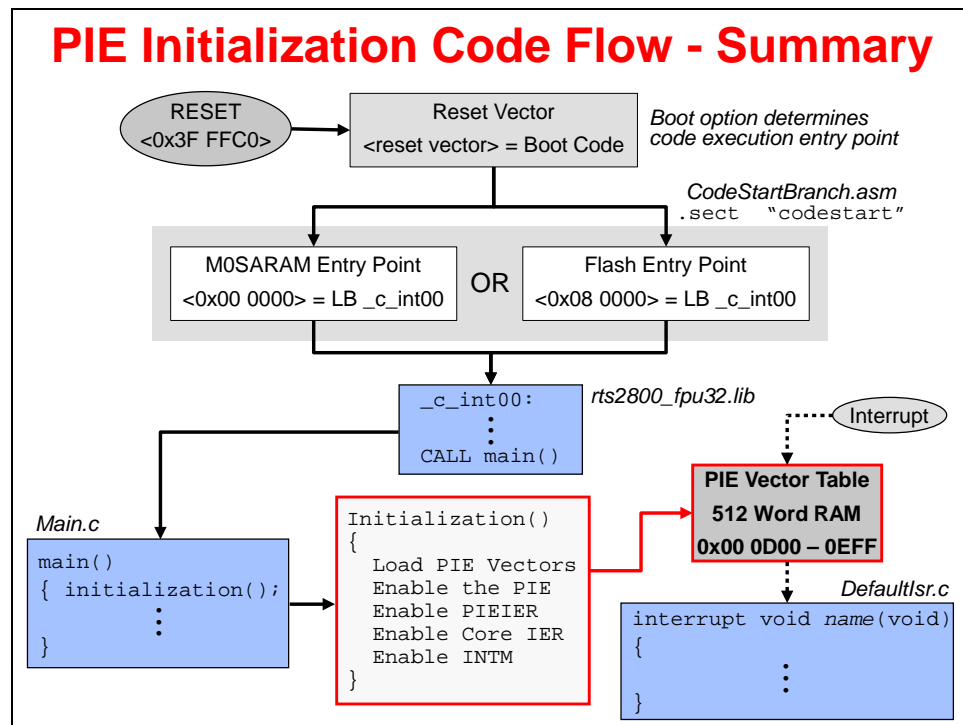 PIE Initialization Code Flow - Summary
RESET
<0x3F FFC0>
Reset Vector
<reset vector> = Boot Code
Boot option determines
code execution entry point
CodeStartBranch.asm
.sect “codestart”
M0SARAM Entry Point
<0x00 0000> = LB _c_int00
OR
Flash Entry Point
<0x08 0000> = LB _c_int00
_c_int00:
CALL main()
rts2800_fpu32.lib
Interrupt
PIE Vector Table
512 Word RAM
0x00 0D00 – 0EFF
Main.c
main()
{ initialization();
}
Initialization()
{
Load PIE Vectors
Enable the PIE
Enable PIEIER
Enable Core IER
Enable INTM
}
DefaultIsr.c
interrupt void name(void)
{
}